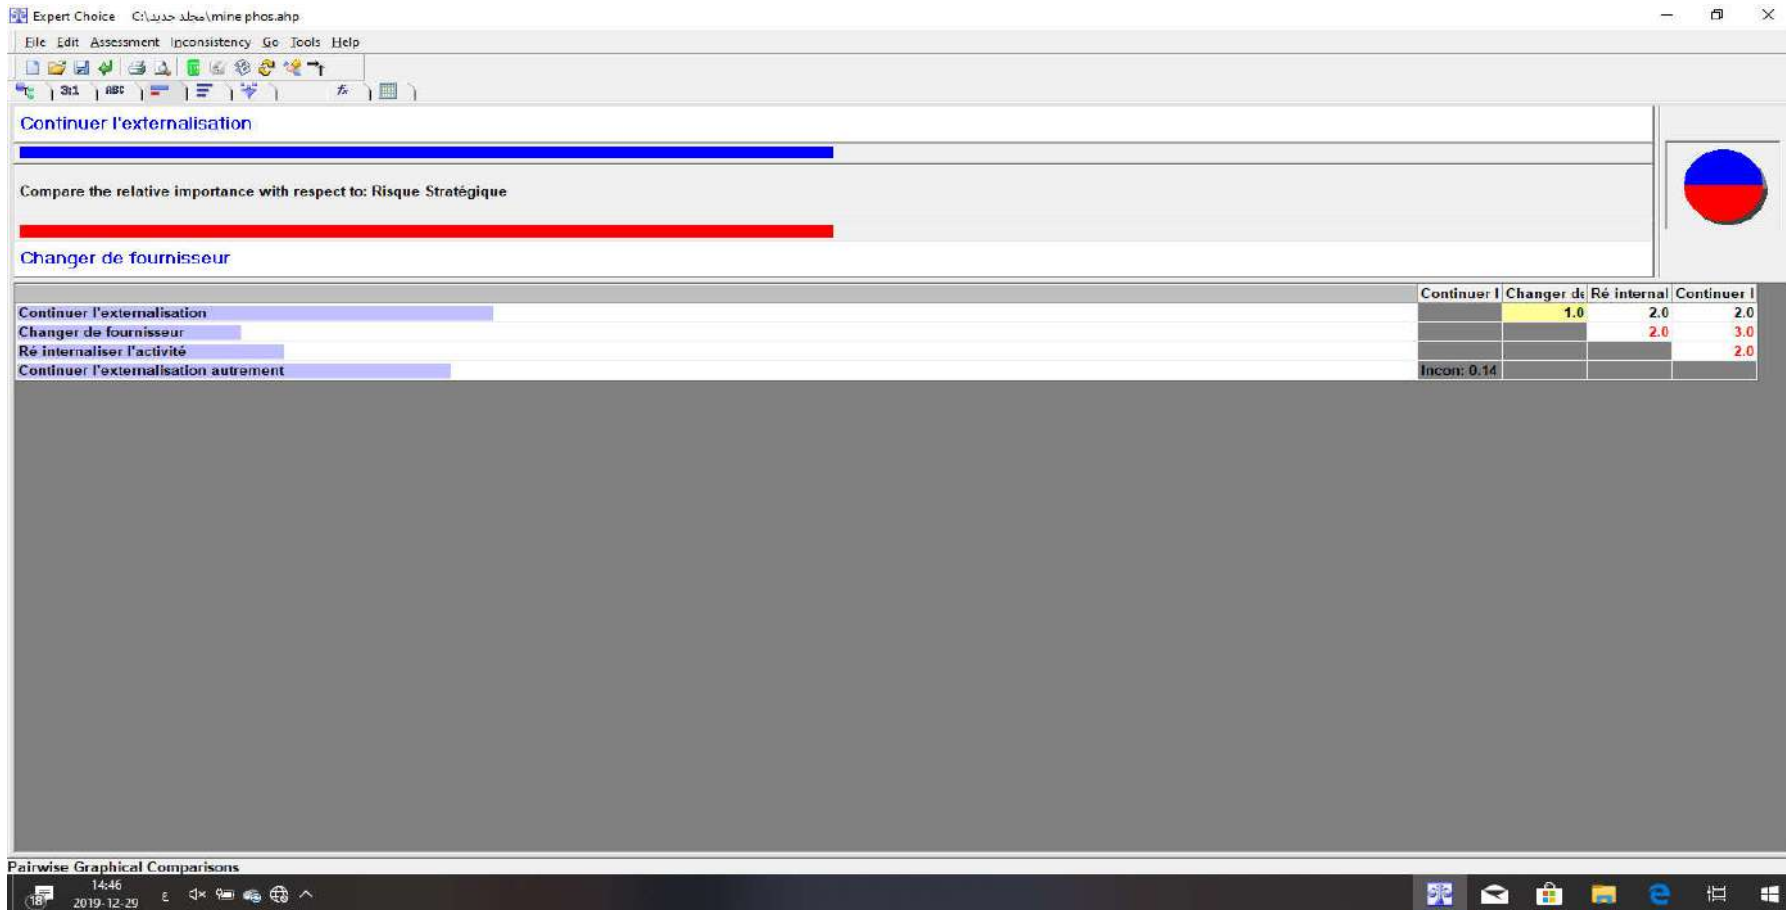 Expert Choice C:\مجلد جديد\mine phos.ahp
File Edit Assessment Inconsistency Go Tools Help
3:1 ABC fx
Continuer l'externalisation
Compare the relative importance with respect to: Risque Stratégique
Changer de fournisseur
Continuer l Changer de Ré internal Continuer l
Continuer l'externalisation 1.0 2.0 2.0
Changer de fournisseur 2.0 3.0
Ré internaliser l'activité 2.0
Continuer l'externalisation autrement Incon: 0.14
Pairwise Graphical Comparisons
14:46
18 2019-12-29 ع